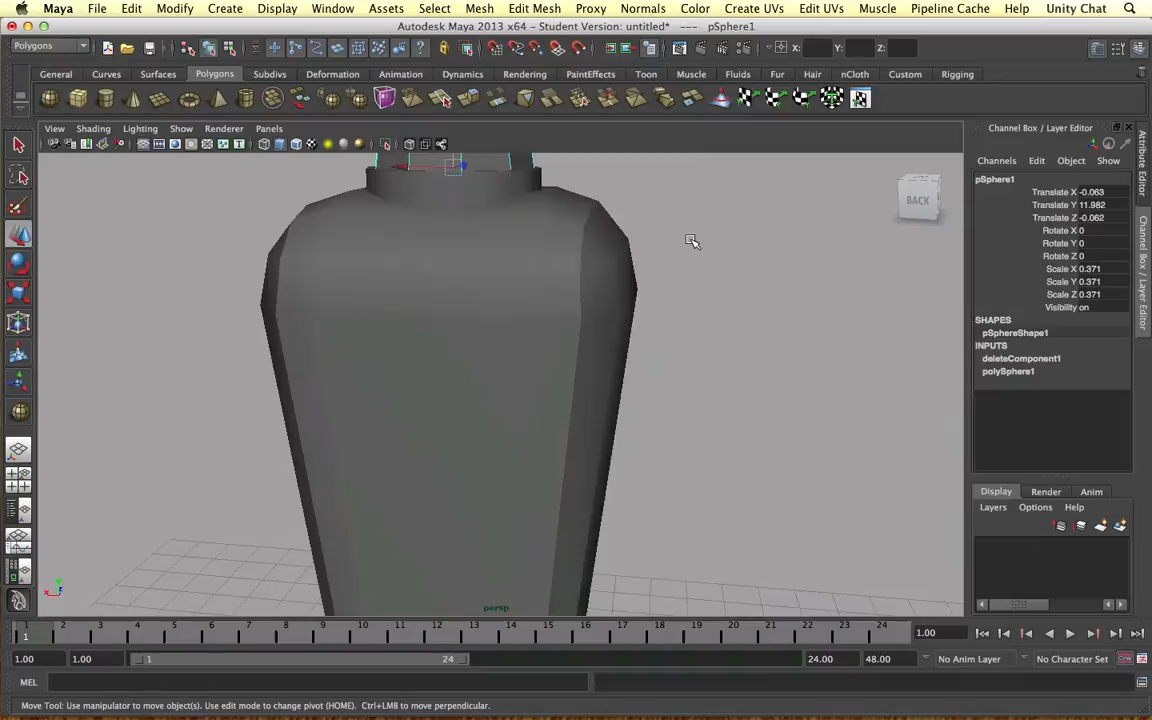 Maya File Edit Modify Create Display Window Assets Select Mesh Edit Mesh Proxy Normals Color Create UVs Edit UVs Muscle Pipeline Cache Help Unity Chat
Autodesk Maya 2013 x64 - Student Version: untitled* --- pSphere1
Polygons X: Y: Z:
General Curves Surfaces Polygons Subdivs Deformation Animation Dynamics Rendering PaintEffects Toon Muscle Fluids Fur Hair nCloth Custom Rigging
View Shading Lighting Show Renderer Panels
Channel Box / Layer Editor
Channels Edit Object Show
pSphere1
Translate X -0.063
Translate Y 11.982
Translate Z -0.062
Rotate X 0
Rotate Y 0
Rotate Z 0
Scale X 0.371
Scale Y 0.371
Scale Z 0.371
Visibility on
SHAPES
pSphereShape1
INPUTS
deleteComponent1
polySphere1
Attribute Editor
Channel Box / Layer Editor
BACK
Display Render Anim
Layers Options Help
persp
1 2 3 4 5 6 7 8 9 10 11 12 13 14 15 16 17 18 19 20 21 22 23 24
1 1.00
1.00 1.00 1 24 24.00 48.00 No Anim Layer No Character Set
MEL
Move Tool: Use manipulator to move object(s). Use edit mode to change pivot (HOME). Ctrl+LMB to move perpendicular.